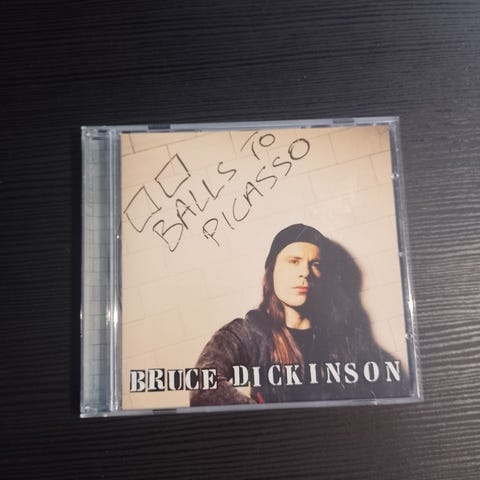 BALLS TO
PICASSO
BRUCE DICKINSON